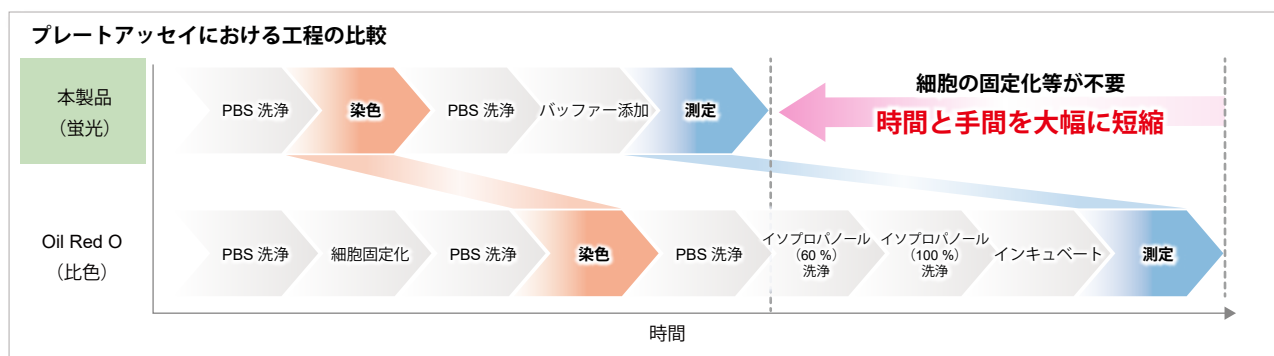 プレートアッセイにおける工程の比較
本製品
（蛍光）
PBS 洗浄
染色
PBS 洗浄
バッファー添加
測定
細胞の固定化等が不要
時間と手間を大幅に短縮
Oil Red O
（比色）
PBS 洗浄
細胞固定化
PBS 洗浄
染色
PBS 洗浄
イソプロパノール
(60 %)
洗浄
イソプロパノール
(100 %)
洗浄
インキュベート
測定
時間